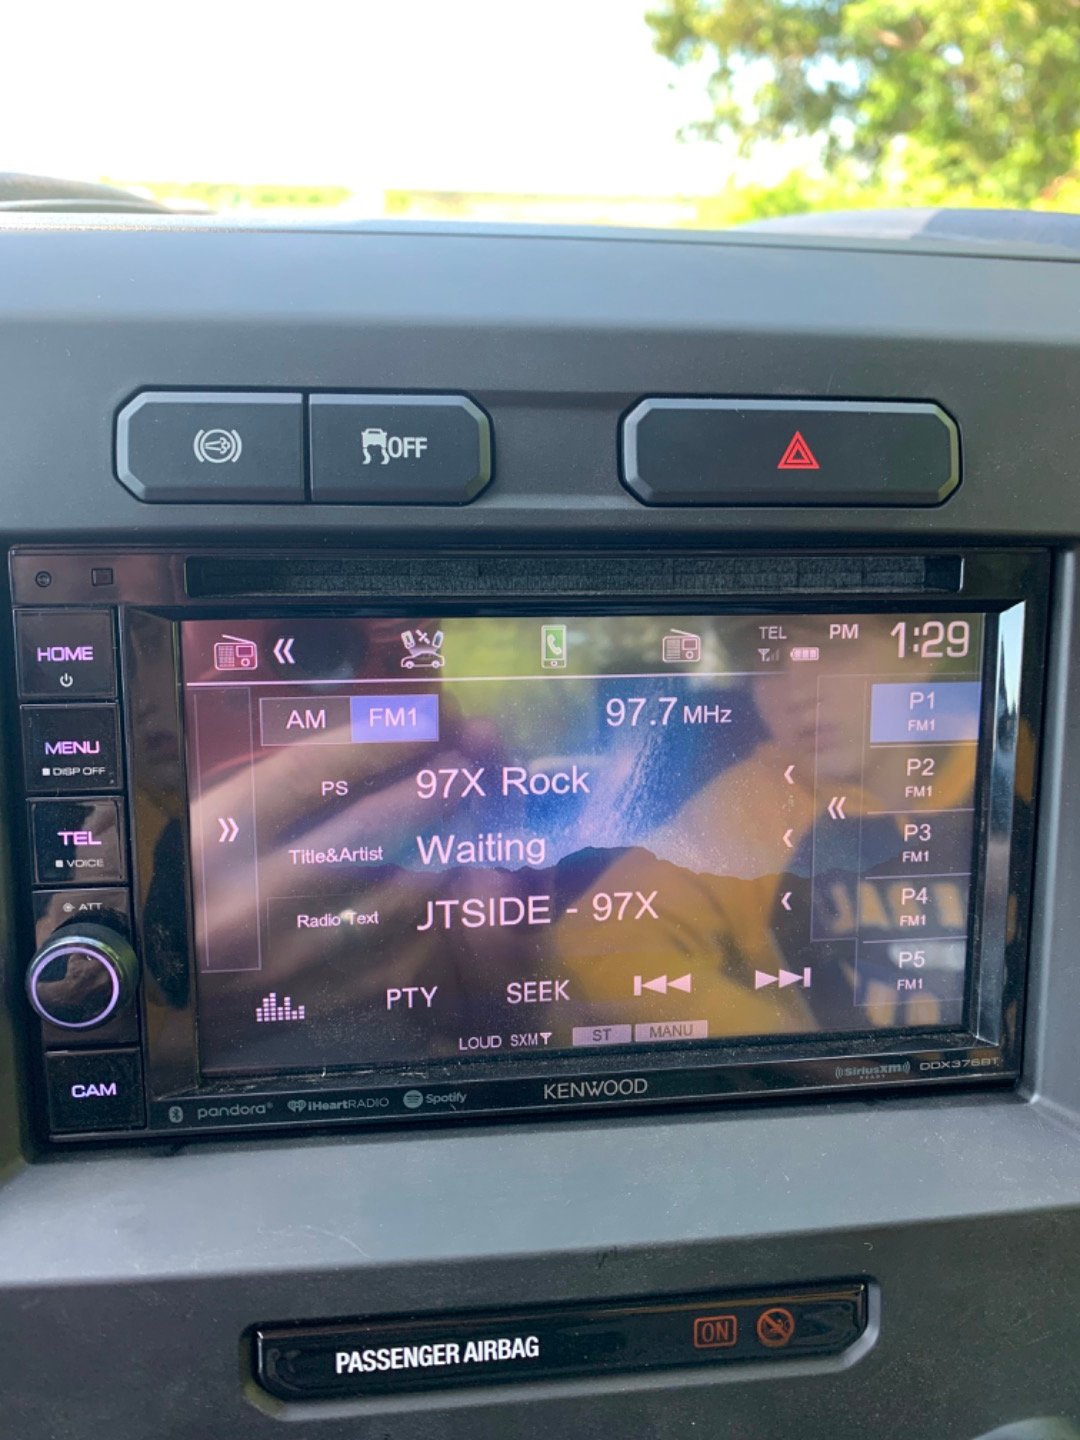 OFF
HOME
MENU
DISP OFF
TEL
VOICE
ATT
CAM
TEL
PM
1:29
AM
FM1
97.7 MHz
PS
97X Rock
Title&Artist
Waiting
Radio Text
JTSIDE - 97X
PTY
SEEK
LOUD
SXM
ST
MANU
P1
FM1
P2
FM1
P3
FM1
P4
FM1
P5
FM1
pandora®
iHeartRADIO
Spotify
KENWOOD
((SiriusXM))
READY
DDX376BT
PASSENGER AIRBAG
ON